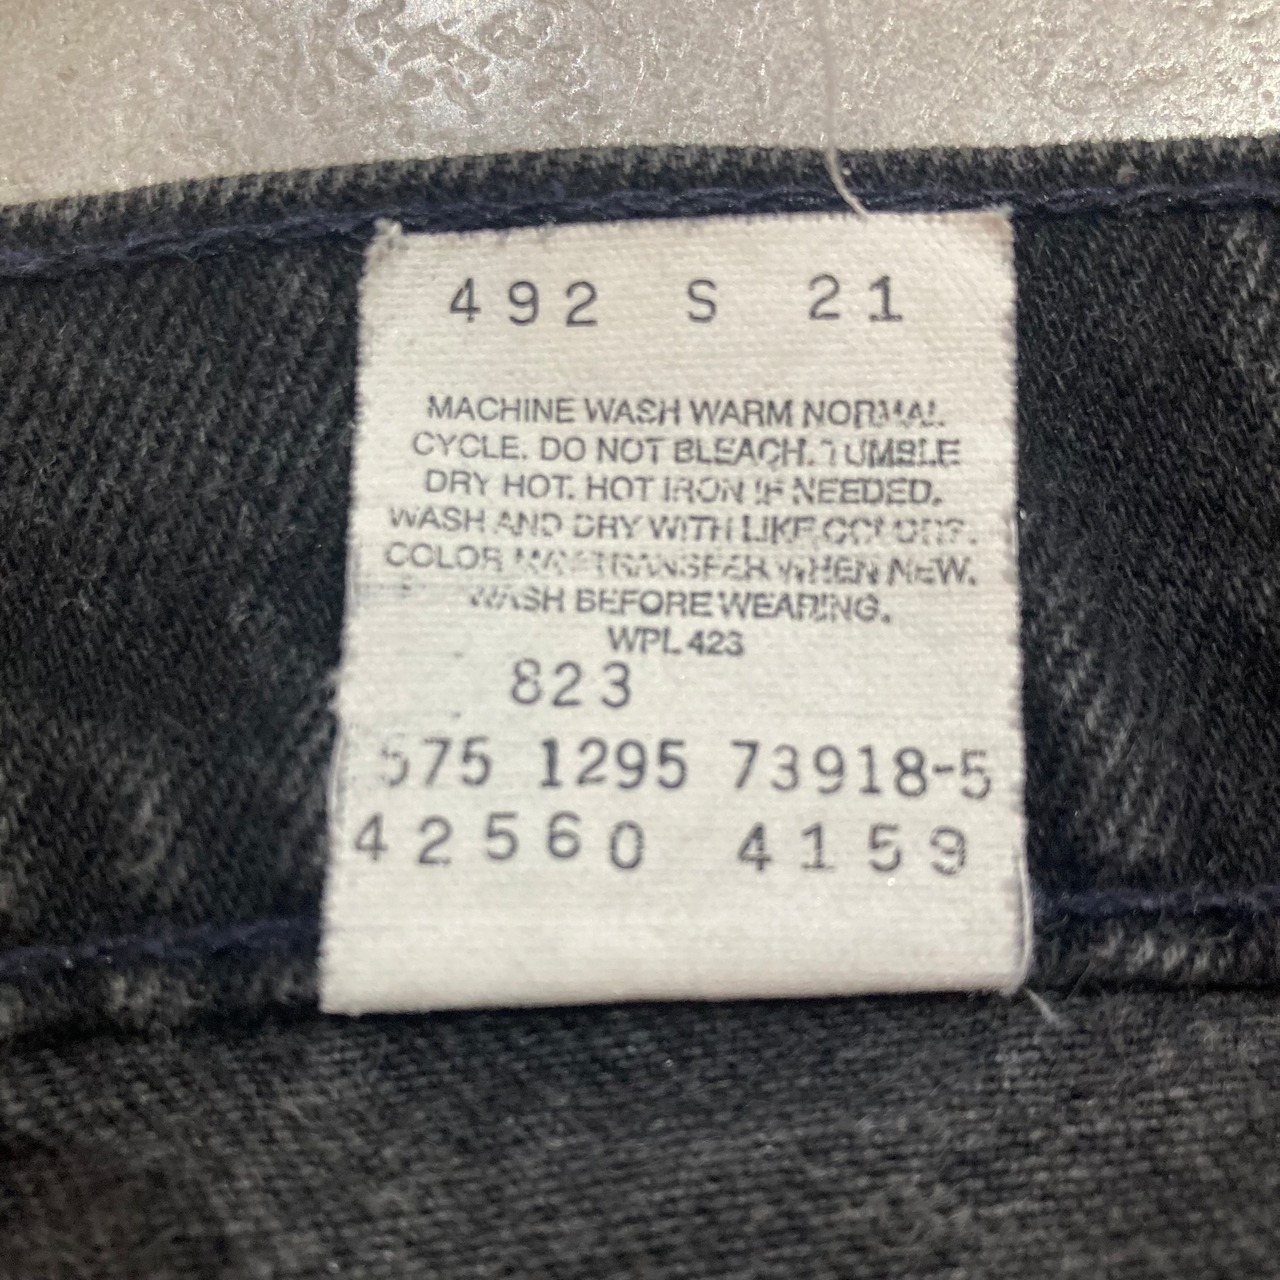 492 S 21
MACHINE WASH WARM NORMAL
CYCLE. DO NOT BLEACH. TUMBLE
DRY HOT. HOT IRON IF NEEDED.
WASH AND DRY WITH LIKE COLORS.
COLOR MAY TRANSFER WHEN NEW.
WASH BEFORE WEARING.
WPL 423
823
575 1295 73918-5
42560 4159